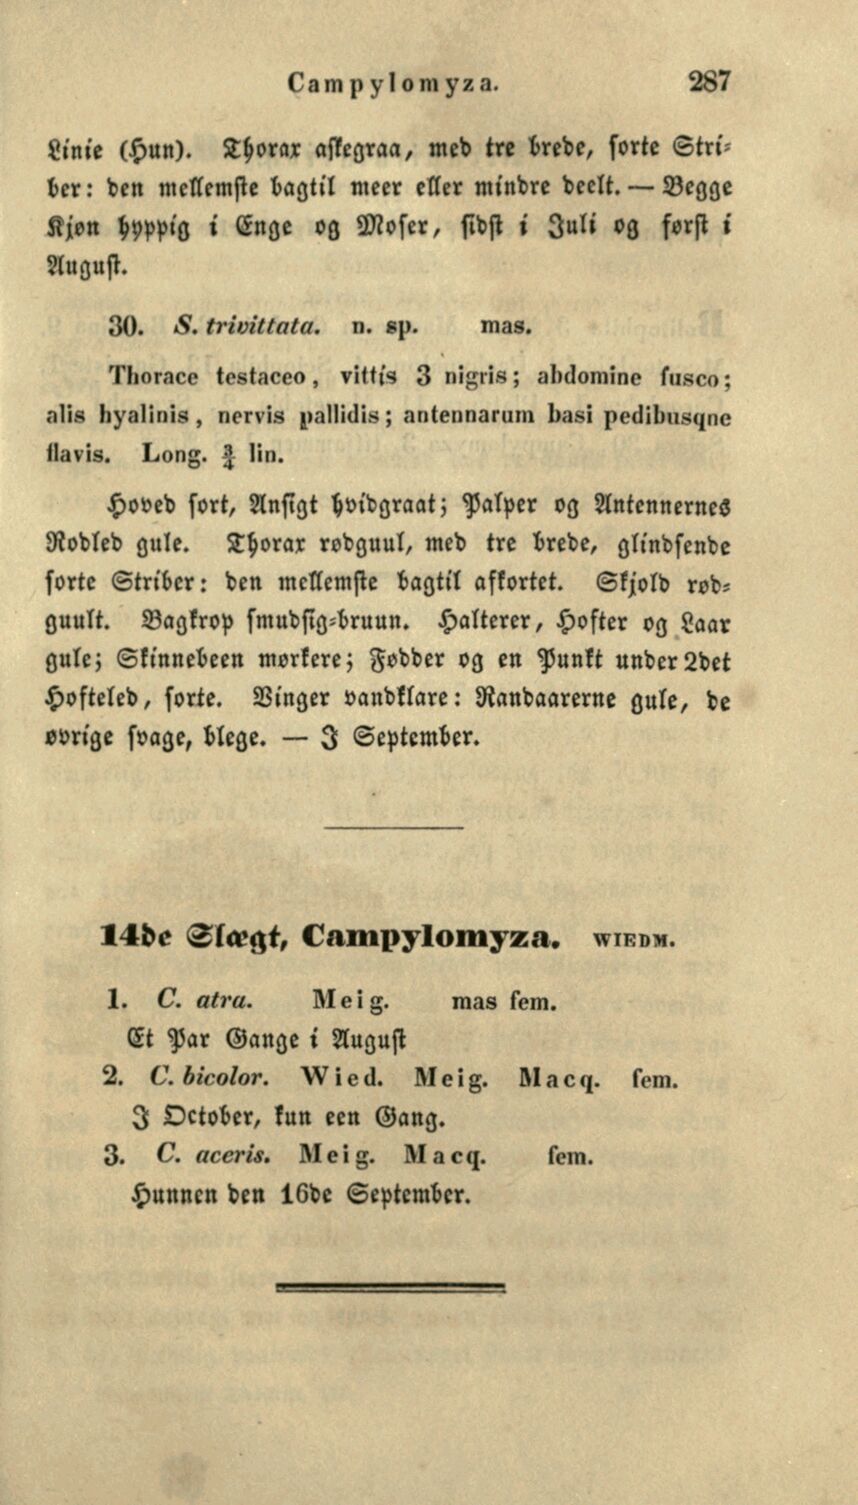 Campylomyza. 287
Linie (Hun). Thorax askegraa, med tre brede, sorte Stri-
ber: den mellemste bagtil meer eller mindre deelt. — Begge
Kjøn hyppig i Enge og Moser, sidst i Juli og først i
August.
30. S. trivittata. n. sp. mas.
Thorace testaceo, vittis 3 nigris; abdomine fusco;
alis hyalinis, nervis pallidis; antennarum basi pedibusqne
flavis. Long. ¾ lin.
Hoved sort, Ansigt hvidgraat; Palper og Antennernes
Rodled gule. Thorax rødguul, med tre brede, glindsende
sorte Striber: den mellemste bagtil afkortet. Skjold rød-
guult. Bagkrop smudsig-bruun. Halterer, Hofter og Laar
gule; Skinnebeen mørkere; Fødder og en Punkt under 2det
Hofteled, sorte. Vinger vandklare: Randaarerne gule, de
øvrige svage, blege. — I September.
14de Slægt, Campylomyza. WIEDM.
1. C. atra. Meig. mas fem.
Et Par Gange i August
2. C. bicolor. Wied. Meig. Macq. fem.
I October, kun een Gang.
3. C. aceris. Meig. Macq. fem.
Hunnen den 16de September.